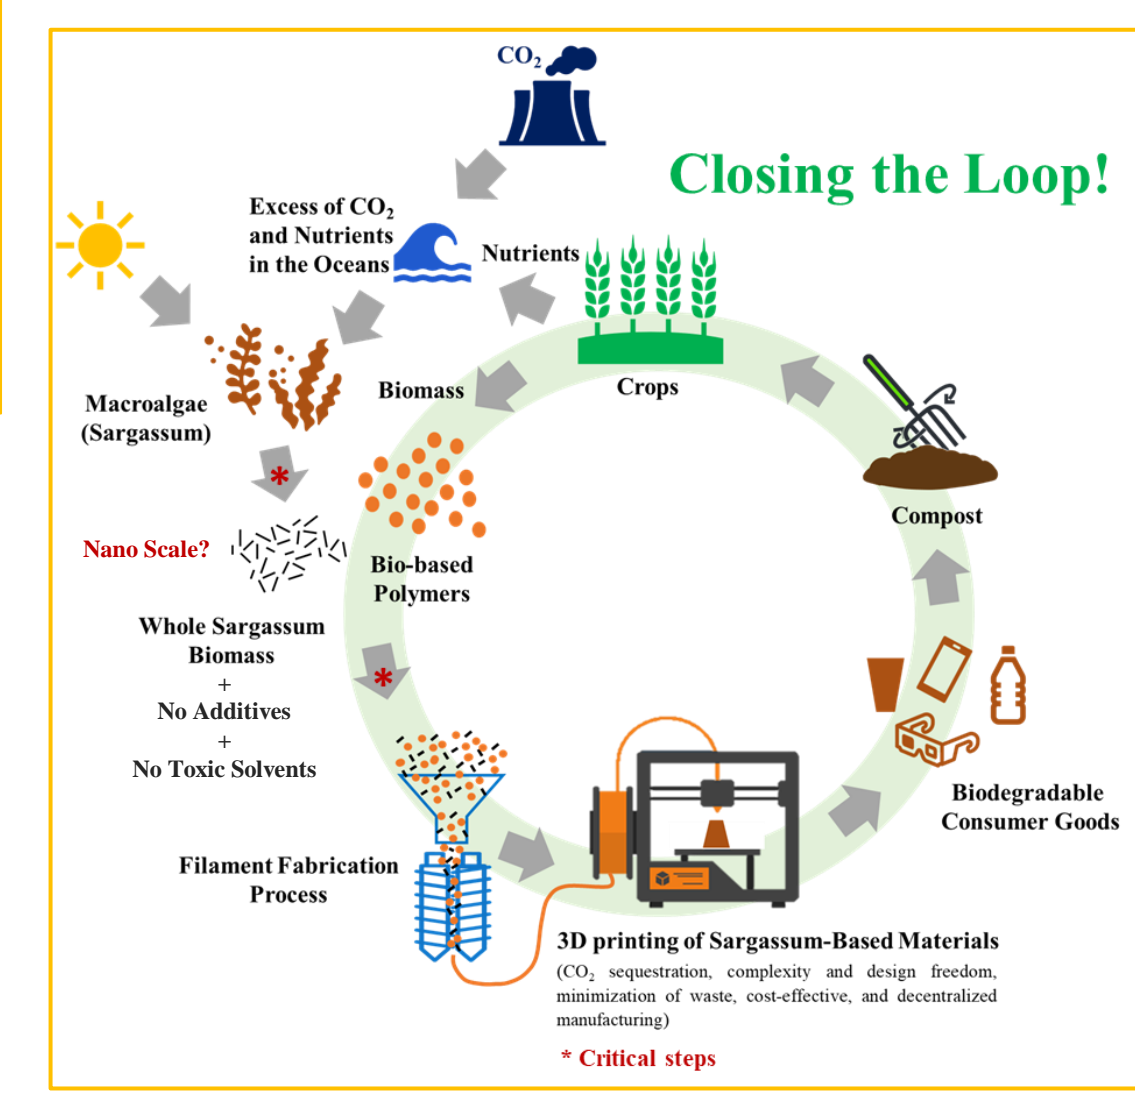 CO₂
Closing the Loop!
Excess of CO₂
and Nutrients
in the Oceans
Nutrients
Crops
Biomass
Macroalgae
(Sargassum)
*
Compost
Nano Scale?
Bio-based
Polymers
Whole Sargassum
Biomass
+
No Additives
+
No Toxic Solvents
*
Biodegradable
Consumer Goods
Filament Fabrication
Process
3D printing of Sargassum-Based Materials
(CO₂ sequestration, complexity and design freedom,
minimization of waste, cost-effective, and decentralized
manufacturing)
* Critical steps